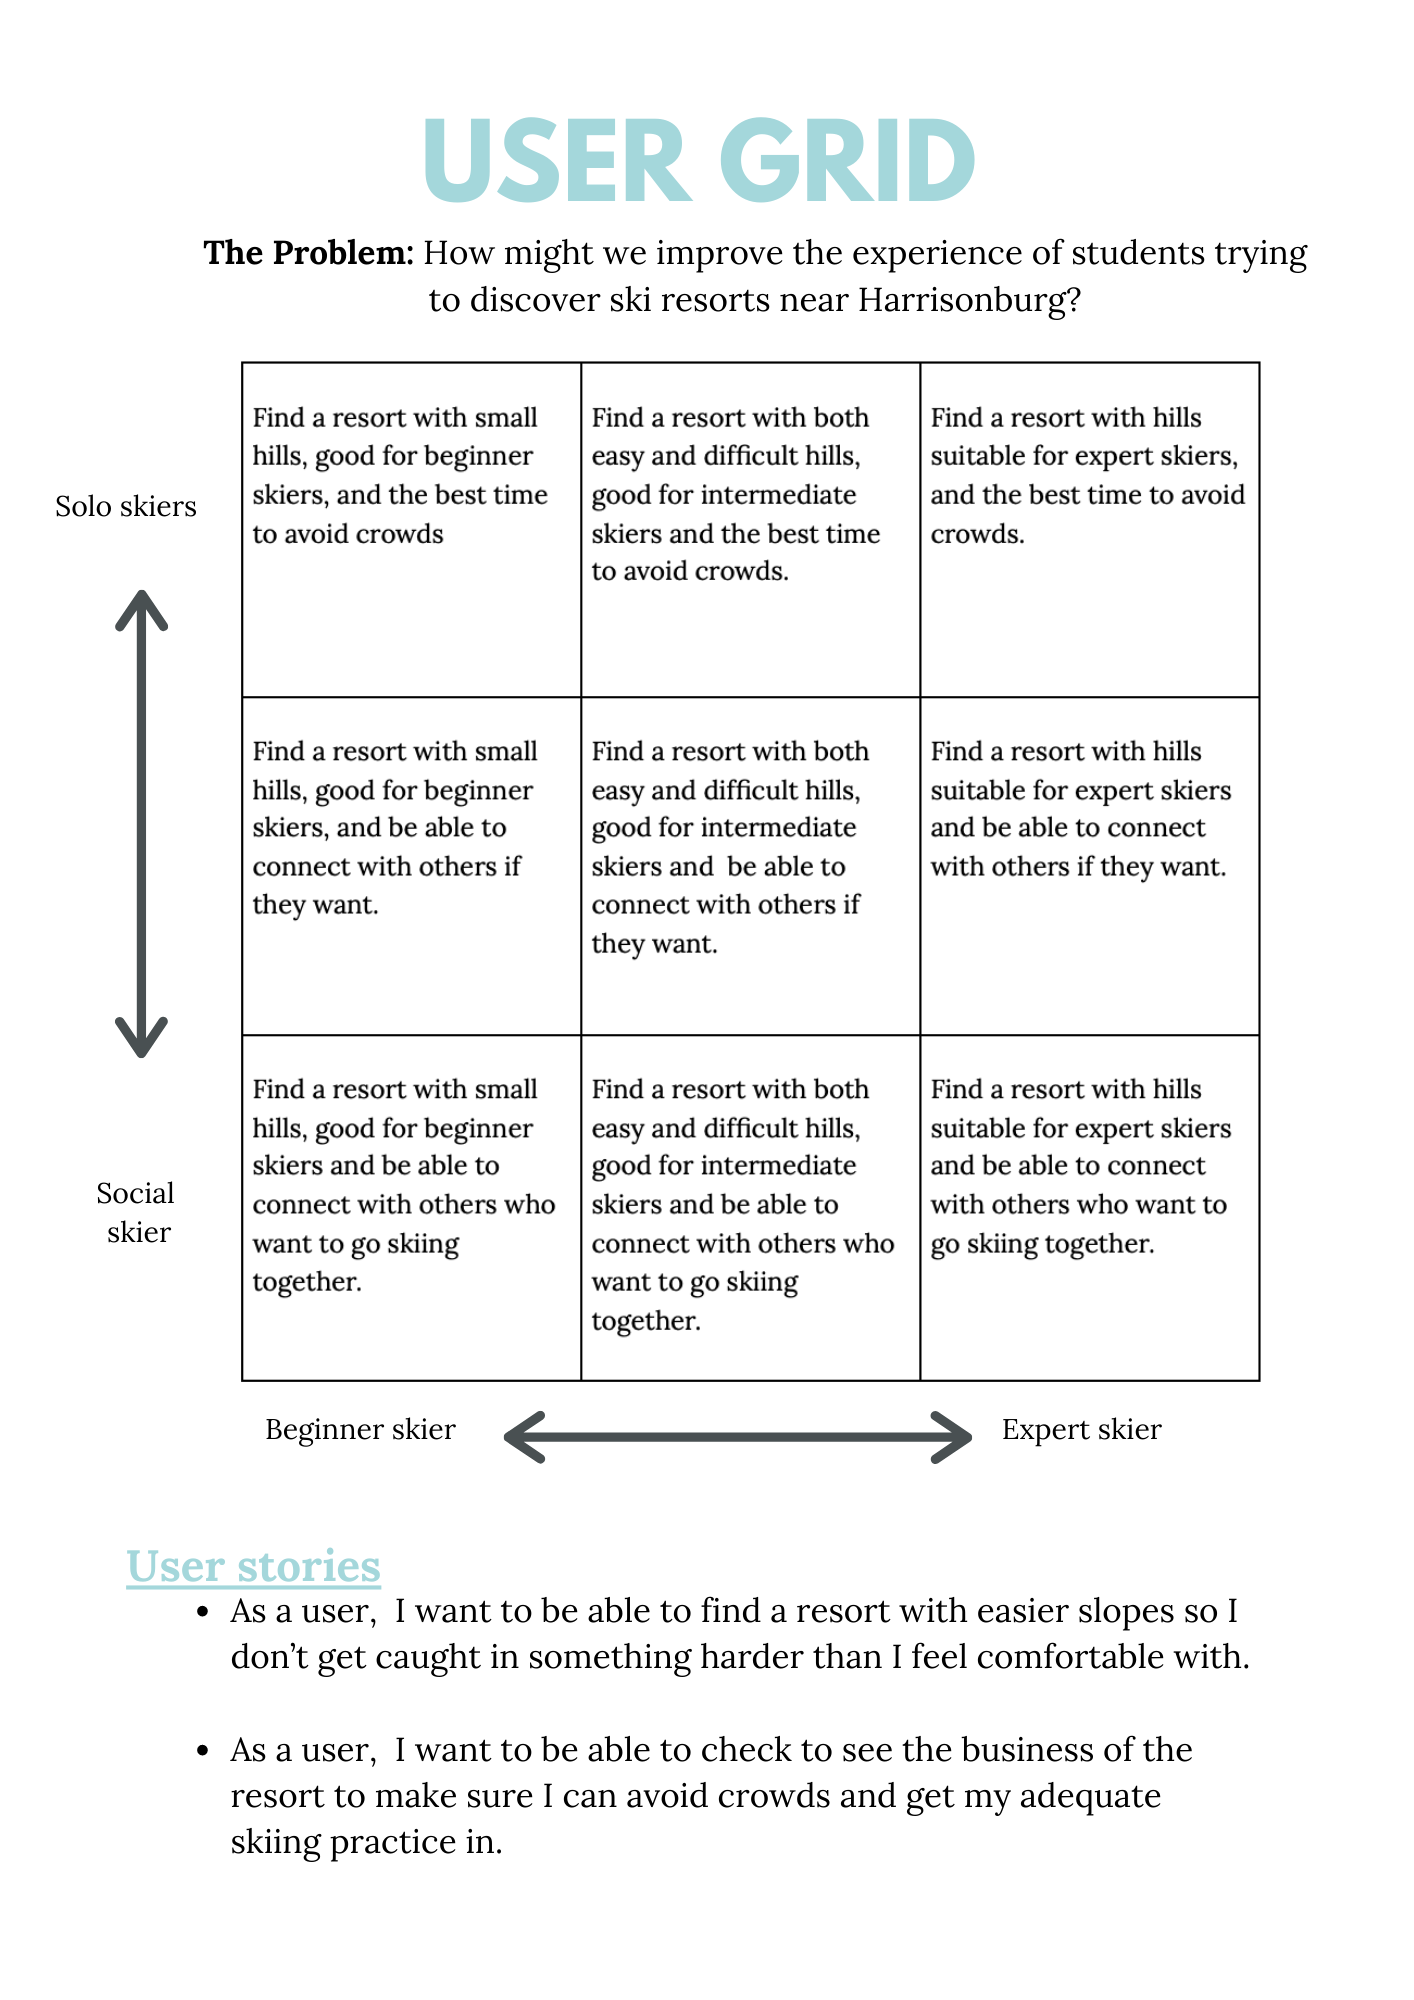 USER GRID
The Problem: How might we improve the experience of students trying
to discover ski resorts near Harrisonburg?
Solo skiers
Find a resort with small
hills, good for beginner
skiers, and the best time
to avoid crowds
Find a resort with both
easy and difficult hills,
good for intermediate
skiers and the best time
to avoid crowds.
Find a resort with hills
suitable for expert skiers,
and the best time to avoid
crowds.
Find a resort with small
hills, good for beginner
skiers, and be able to
connect with others if
they want.
Find a resort with both
easy and difficult hills,
good for intermediate
skiers and  be able to
connect with others if
they want.
Find a resort with hills
suitable for expert skiers
and be able to connect
with others if they want.
Social
skier
Find a resort with small
hills, good for beginner
skiers and be able to
connect with others who
want to go skiing
together.
Find a resort with both
easy and difficult hills,
good for intermediate
skiers and be able to
connect with others who
want to go skiing
together.
Find a resort with hills
suitable for expert skiers
and be able to connect
with others who want to
go skiing together.
Beginner skier
Expert skier
User stories
• As a user,  I want to be able to find a resort with easier slopes so I
don’t get caught in something harder than I feel comfortable with.
• As a user,  I want to be able to check to see the business of the
resort to make sure I can avoid crowds and get my adequate
skiing practice in.